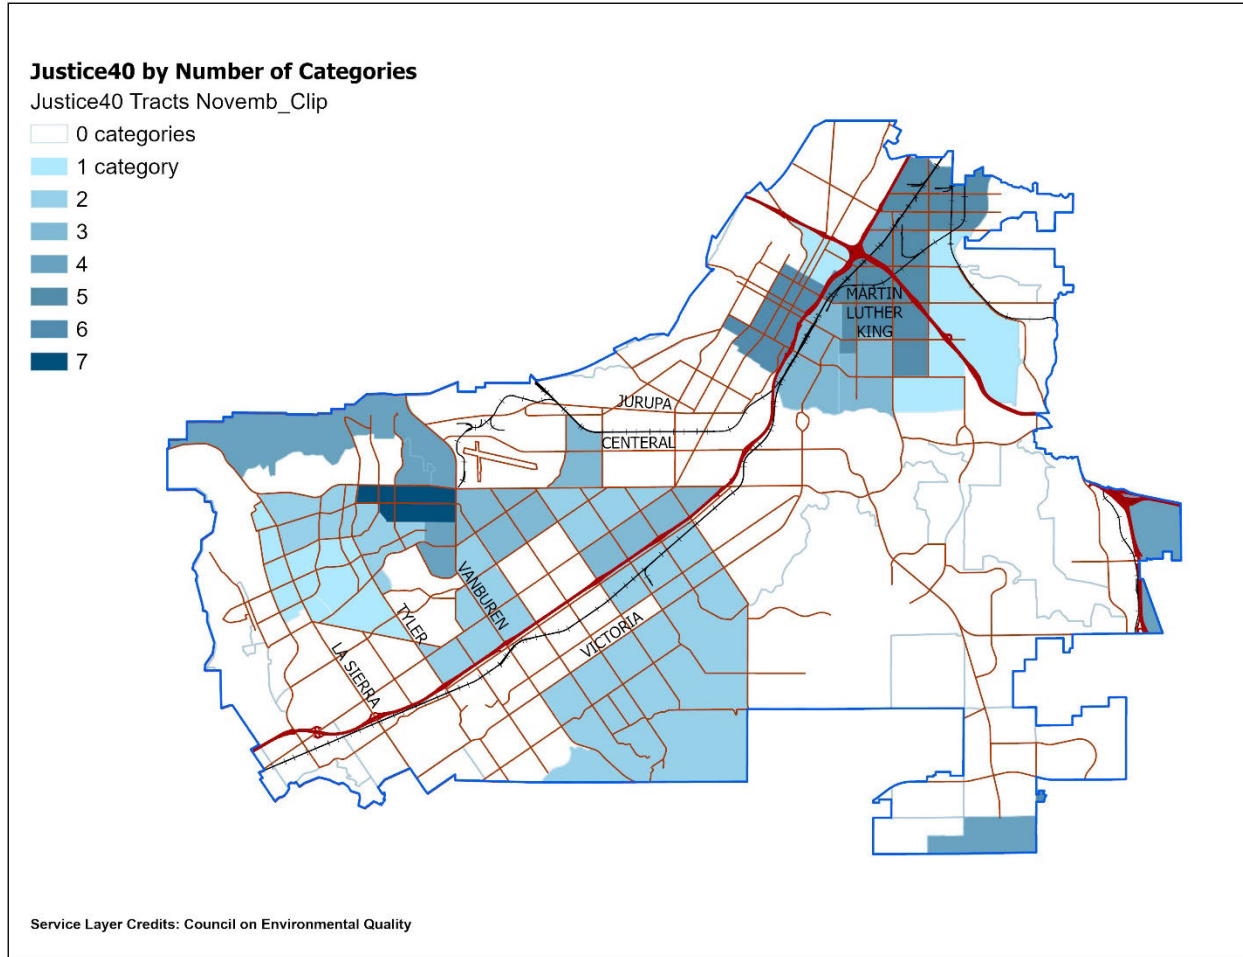 Justice40 by Number of Categories
Justice40 Tracts Novemb_Clip
0 categories
1 category
2
3
4
5
6
7
MARTIN
LUTHER
KING
JURUPA
CENTERAL
VANBUREN
TYLER
VICTORIA
LA SIERRA
Service Layer Credits: Council on Environmental Quality